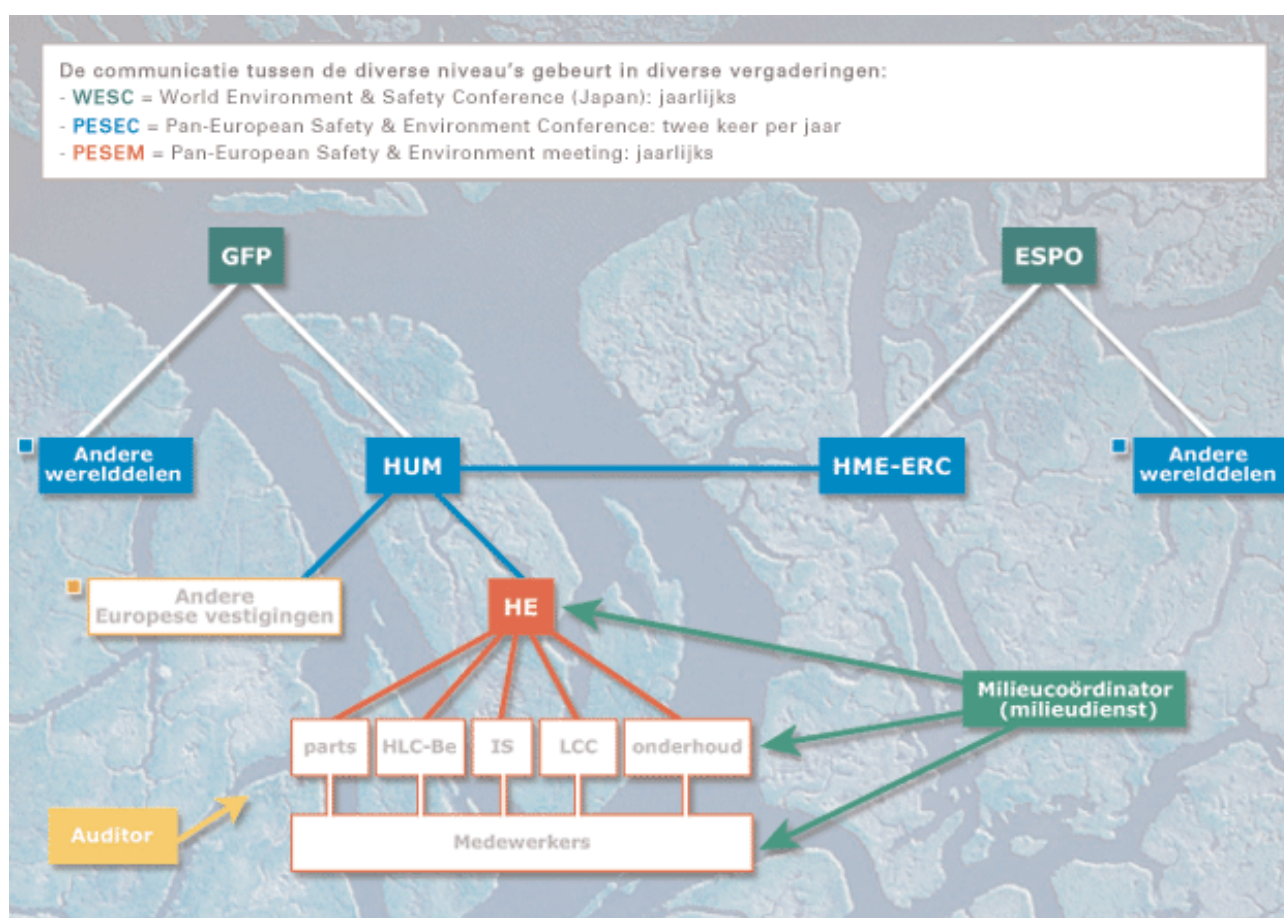 De communicatie tussen de diverse niveau's gebeurt in diverse vergaderingen:
- WESC = World Environment & Safety Conference (Japan): jaarlijks
- PESEC = Pan-European Safety & Environment Conference: twee keer per jaar
- PESEM = Pan-European Safety & Environment meeting: jaarlijks
GFP
ESPO
Andere
werelddelen
HUM
HME-ERC
Andere
werelddelen
Andere
Europese vestigingen
HE
Milieucoördinator
(milieudienst)
parts
HLC-Be
IS
LCC
onderhoud
Auditor
Medewerkers